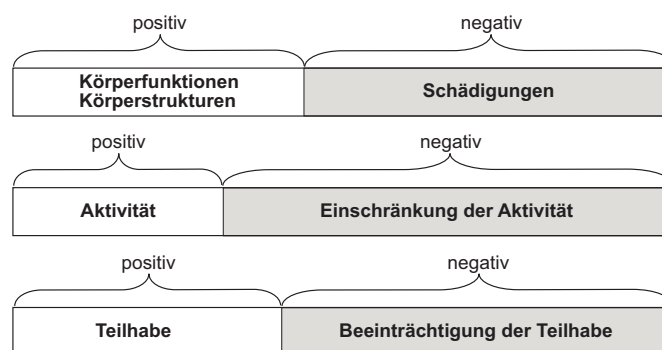 positiv negativ
Körperfunktionen
Körperstrukturen
Schädigungen
positiv negativ
Aktivität Einschränkung der Aktivität
positiv negativ
Teilhabe Beeinträchtigung der Teilhabe